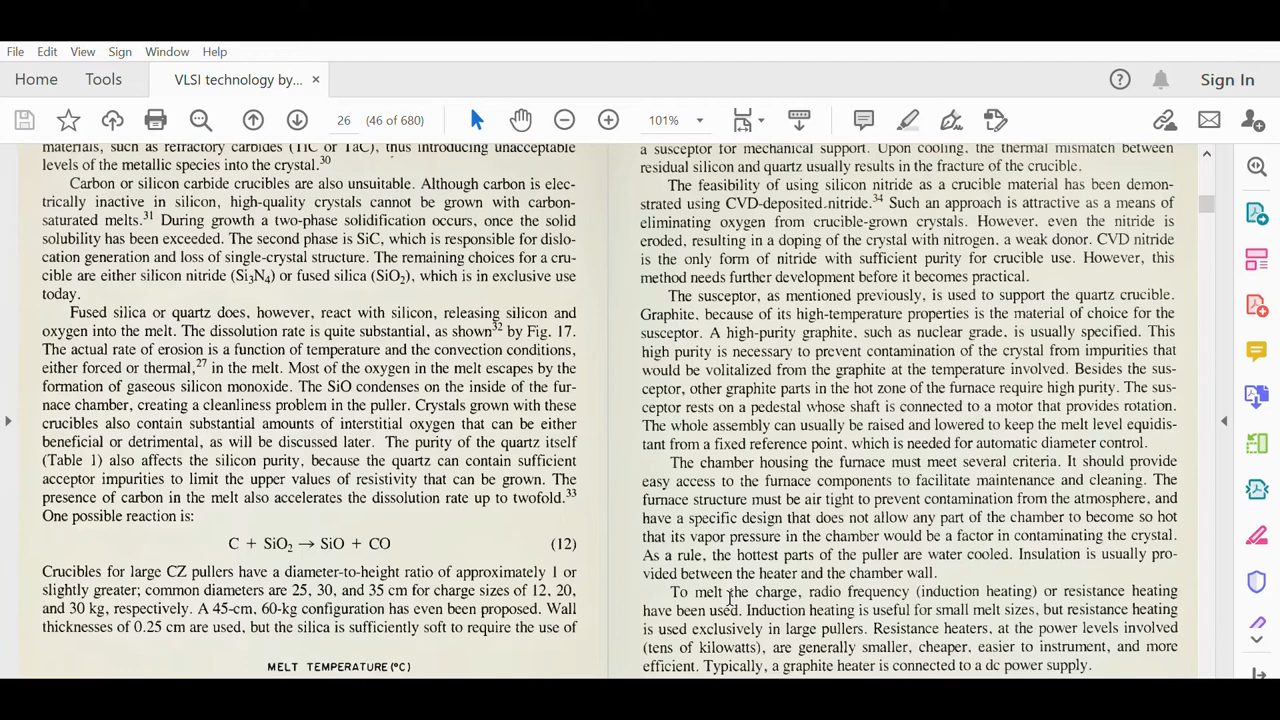 File Edit View Sign Window Help
Home Tools VLSI technology by... × Sign In
26 (46 of 680) 101%
materials, such as refractory carbides (TiC or TaC), thus introducing unacceptable
levels of the metallic species into the crystal.30
Carbon or silicon carbide crucibles are also unsuitable. Although carbon is elec-
trically inactive in silicon, high-quality crystals cannot be grown with carbon-
saturated melts.31 During growth a two-phase solidification occurs, once the solid
solubility has been exceeded. The second phase is SiC, which is responsible for dislo-
cation generation and loss of single-crystal structure. The remaining choices for a cru-
cible are either silicon nitride (Si3N4) or fused silica (SiO2), which is in exclusive use
today.
Fused silica or quartz does, however, react with silicon, releasing silicon and
oxygen into the melt. The dissolution rate is quite substantial, as shown32 by Fig. 17.
The actual rate of erosion is a function of temperature and the convection conditions,
either forced or thermal,27 in the melt. Most of the oxygen in the melt escapes by the
formation of gaseous silicon monoxide. The SiO condenses on the inside of the fur-
nace chamber, creating a cleanliness problem in the puller. Crystals grown with these
crucibles also contain substantial amounts of interstitial oxygen that can be either
beneficial or detrimental, as will be discussed later. The purity of the quartz itself
(Table 1) also affects the silicon purity, because the quartz can contain sufficient
acceptor impurities to limit the upper values of resistivity that can be grown. The
presence of carbon in the melt also accelerates the dissolution rate up to twofold.33
One possible reaction is:
C + SiO2 → SiO + CO (12)
Crucibles for large CZ pullers have a diameter-to-height ratio of approximately 1 or
slightly greater; common diameters are 25, 30, and 35 cm for charge sizes of 12, 20,
and 30 kg, respectively. A 45-cm, 60-kg configuration has even been proposed. Wall
thicknesses of 0.25 cm are used, but the silica is sufficiently soft to require the use of
MELT TEMPERATURE (°C)
a susceptor for mechanical support. Upon cooling, the thermal mismatch between
residual silicon and quartz usually results in the fracture of the crucible.
The feasibility of using silicon nitride as a crucible material has been demon-
strated using CVD-deposited nitride.34 Such an approach is attractive as a means of
eliminating oxygen from crucible-grown crystals. However, even the nitride is
eroded, resulting in a doping of the crystal with nitrogen, a weak donor. CVD nitride
is the only form of nitride with sufficient purity for crucible use. However, this
method needs further development before it becomes practical.
The susceptor, as mentioned previously, is used to support the quartz crucible.
Graphite, because of its high-temperature properties is the material of choice for the
susceptor. A high-purity graphite, such as nuclear grade, is usually specified. This
high purity is necessary to prevent contamination of the crystal from impurities that
would be volitalized from the graphite at the temperature involved. Besides the sus-
ceptor, other graphite parts in the hot zone of the furnace require high purity. The sus-
ceptor rests on a pedestal whose shaft is connected to a motor that provides rotation.
The whole assembly can usually be raised and lowered to keep the melt level equidis-
tant from a fixed reference point, which is needed for automatic diameter control.
The chamber housing the furnace must meet several criteria. It should provide
easy access to the furnace components to facilitate maintenance and cleaning. The
furnace structure must be air tight to prevent contamination from the atmosphere, and
have a specific design that does not allow any part of the chamber to become so hot
that its vapor pressure in the chamber would be a factor in contaminating the crystal.
As a rule, the hottest parts of the puller are water cooled. Insulation is usually pro-
vided between the heater and the chamber wall.
To melt the charge, radio frequency (induction heating) or resistance heating
have been used. Induction heating is useful for small melt sizes, but resistance heating
is used exclusively in large pullers. Resistance heaters, at the power levels involved
(tens of kilowatts), are generally smaller, cheaper, easier to instrument, and more
efficient. Typically, a graphite heater is connected to a dc power supply.